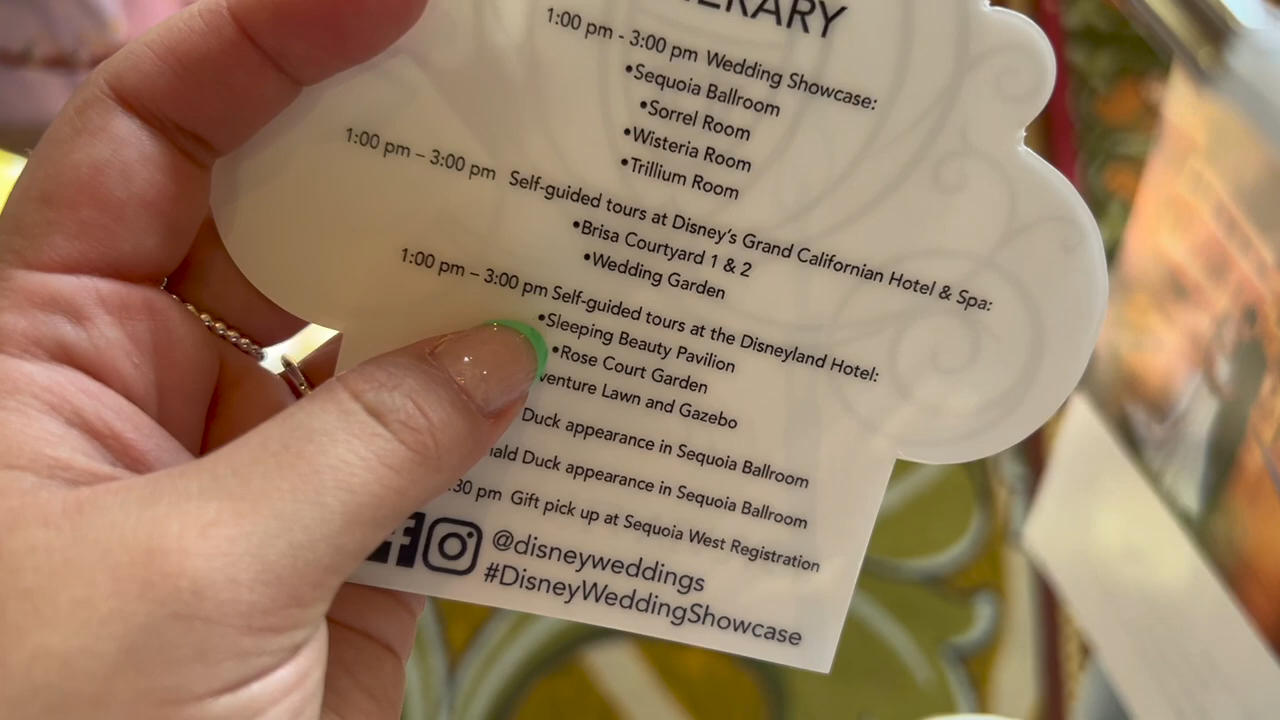 1:00 pm - 3:00 pm Wedding Showcase:
•Sequoia Ballroom
•Sorrel Room
•Wisteria Room
•Trillium Room
1:00 pm – 3:00 pm Self-guided tours at Disney's Grand Californian Hotel & Spa:
•Brisa Courtyard 1 & 2
•Wedding Garden
1:00 pm – 3:00 pm Self-guided tours at the Disneyland Hotel:
•Sleeping Beauty Pavilion
•Rose Court Garden
Lawn and Gazebo
Duck appearance in Sequoia Ballroom
Duck appearance in Sequoia Ballroom
pm Gift pick up at Sequoia West Registration
@disneyweddings
#DisneyWeddingShowcase